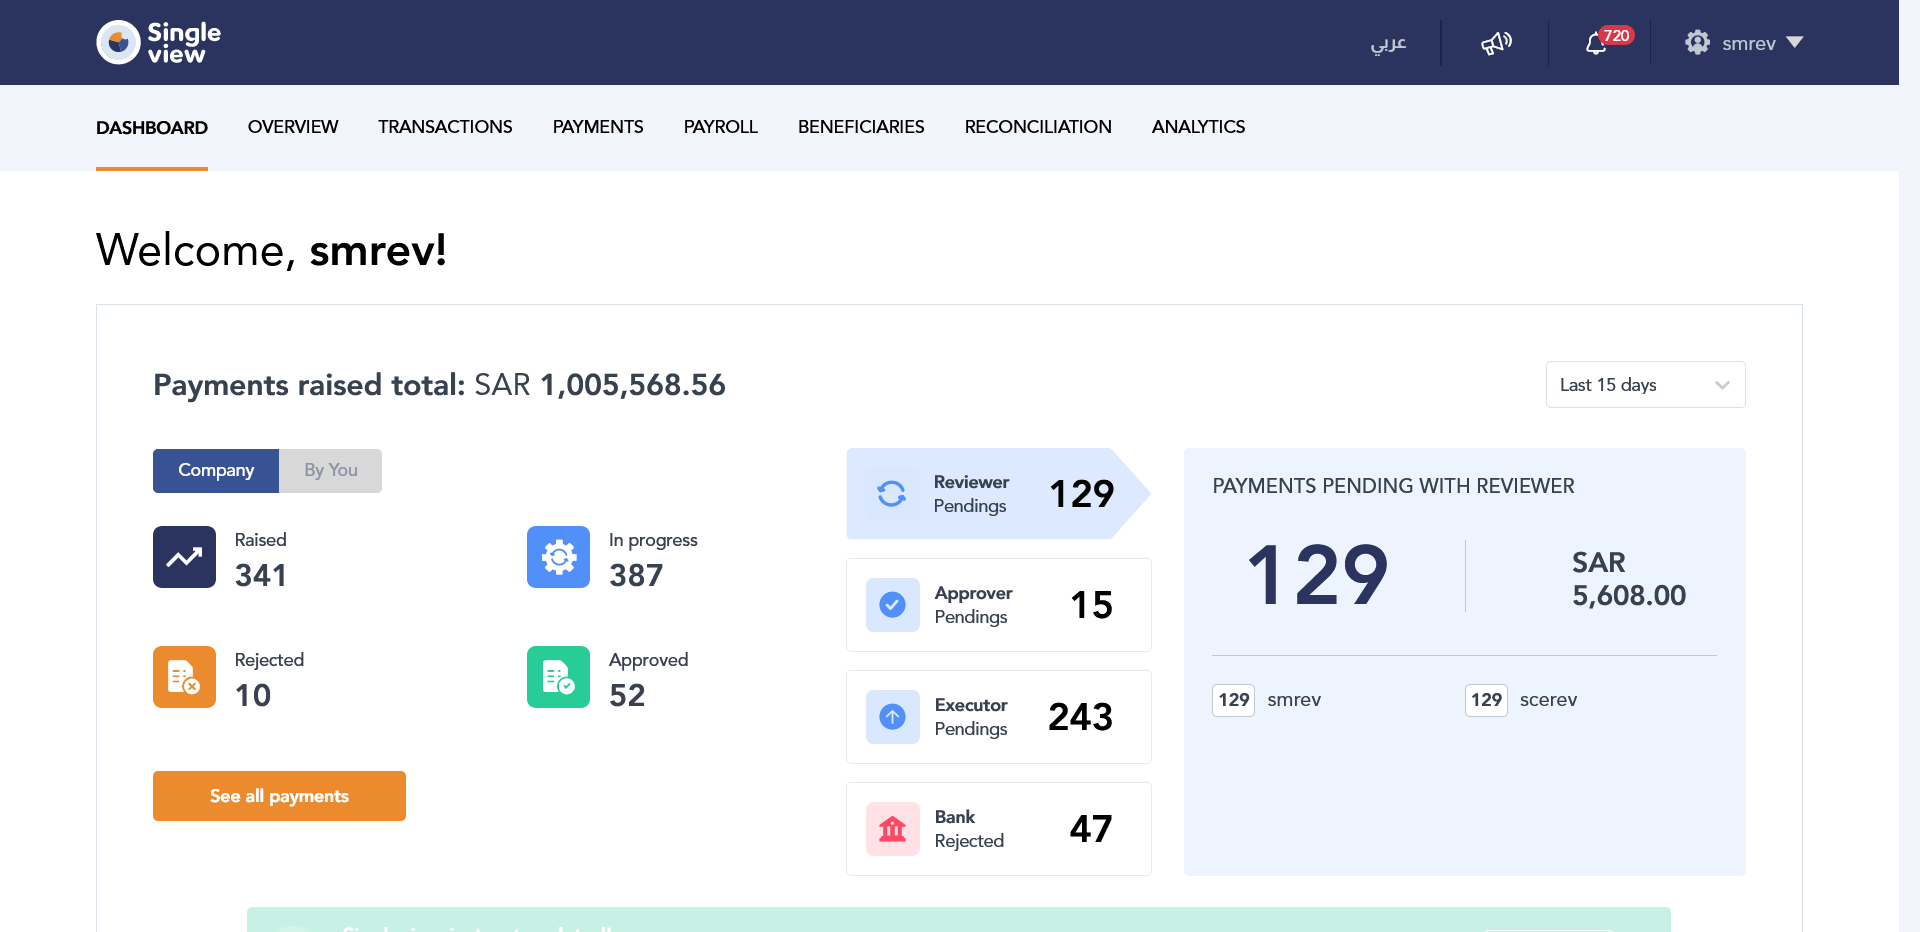 Single
view
عربي
720
smrev
DASHBOARD OVERVIEW TRANSACTIONS PAYMENTS PAYROLL BENEFICIARIES RECONCILIATION ANALYTICS
Welcome, smrev!
Payments raised total: SAR 1,005,568.56
Last 15 days
Company By You
Raised
341
In progress
387
Rejected
10
Approved
52
See all payments
Reviewer
Pendings
129
Approver
Pendings
15
Executor
Pendings
243
Bank
Rejected
47
PAYMENTS PENDING WITH REVIEWER
129
SAR
5,608.00
129 smrev
129 scerev